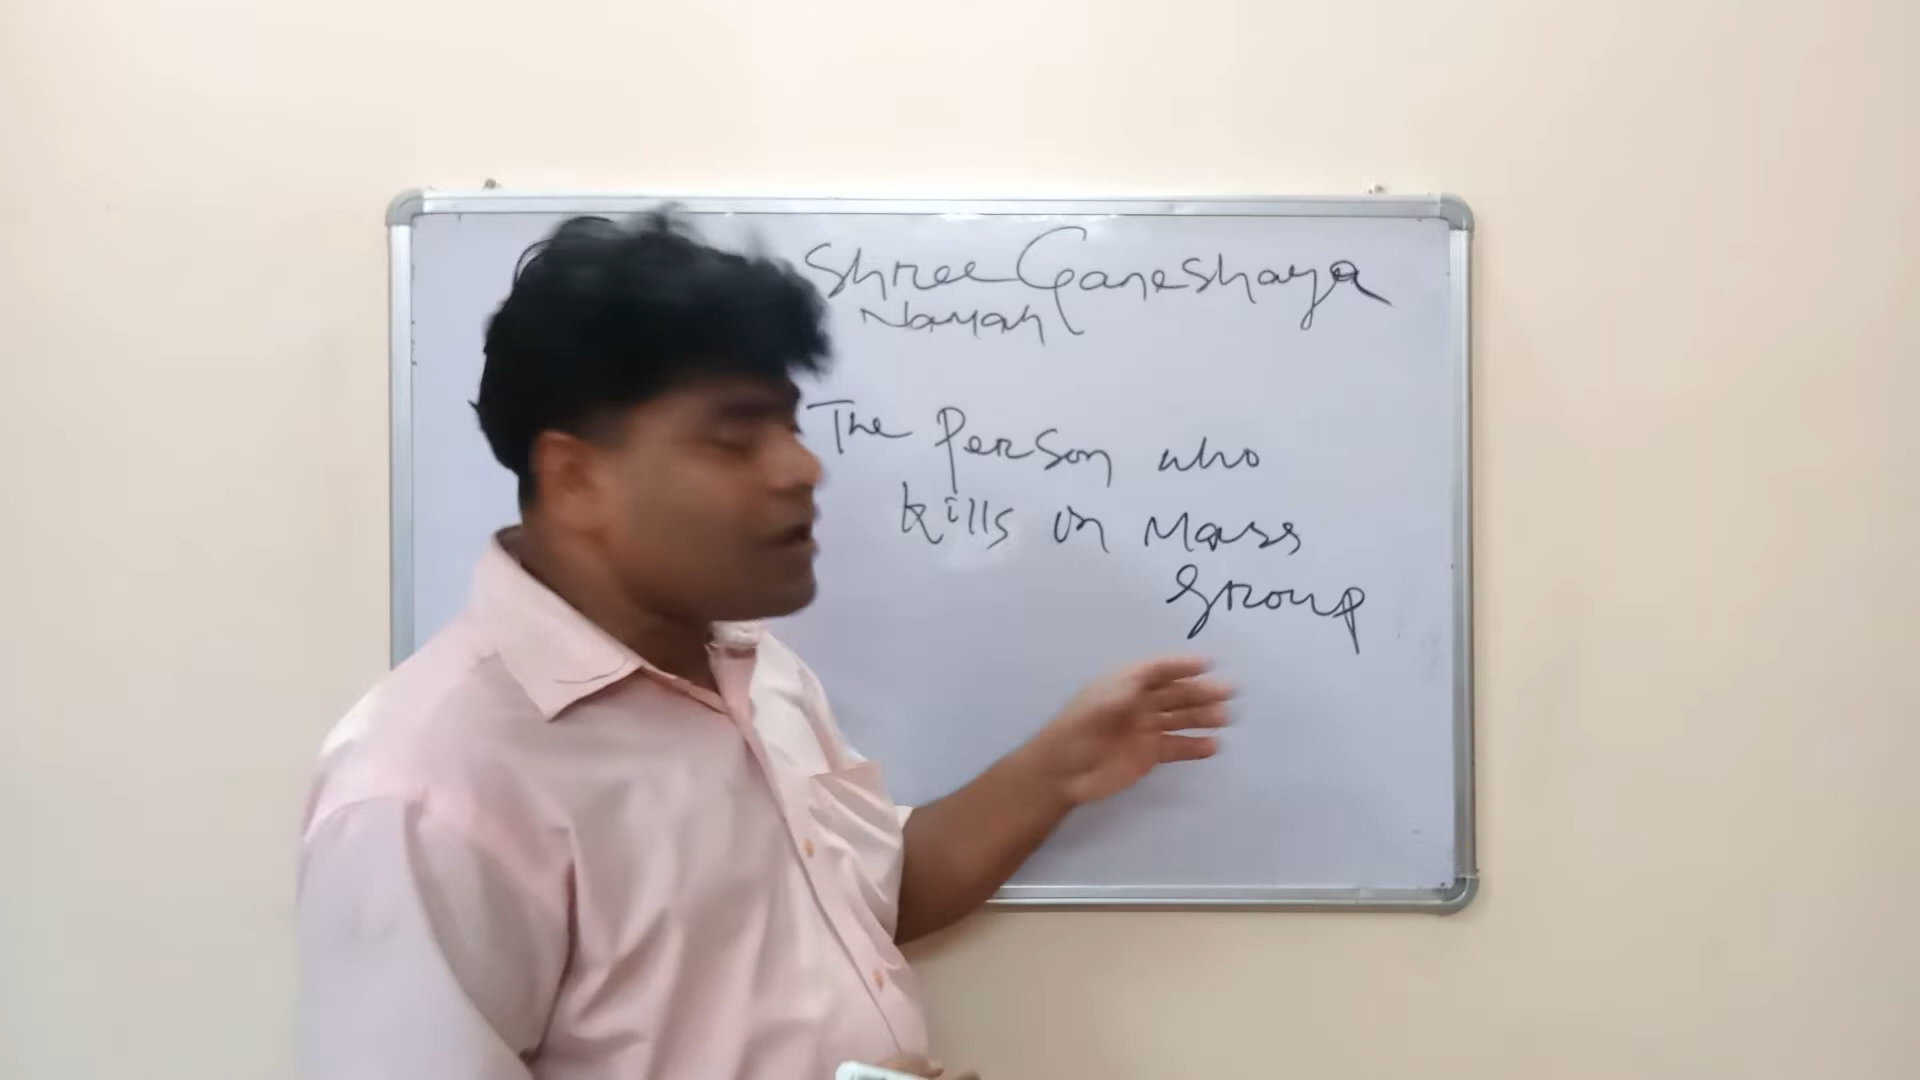 Shree Ganeshaya
Namah
The Person who
kills in Mass
group